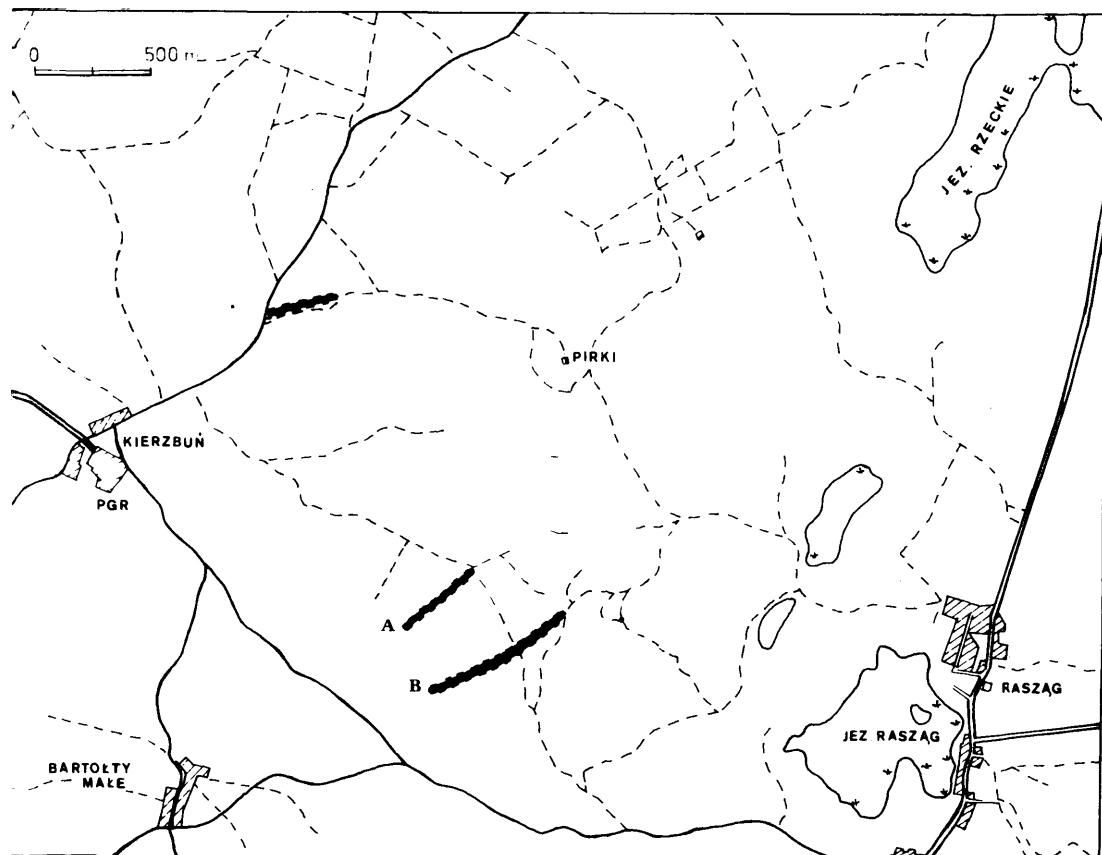 0 500 m
JEZ. RZECKIE
PIRKI
KIERZBUŃ
PGR
A
B
RASZĄG
JEZ RASZĄG
BARTOŁTY
MAŁE